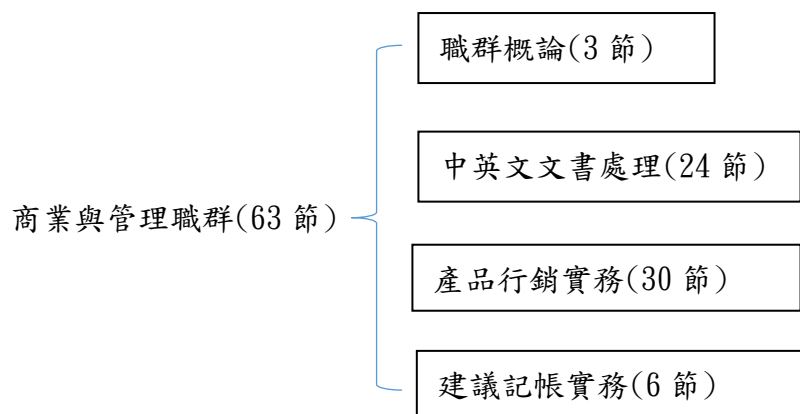 職群概論(3 節)
中英文文書處理(24 節)
商業與管理職群(63 節)
產品行銷實務(30 節)
建議記帳實務(6 節)